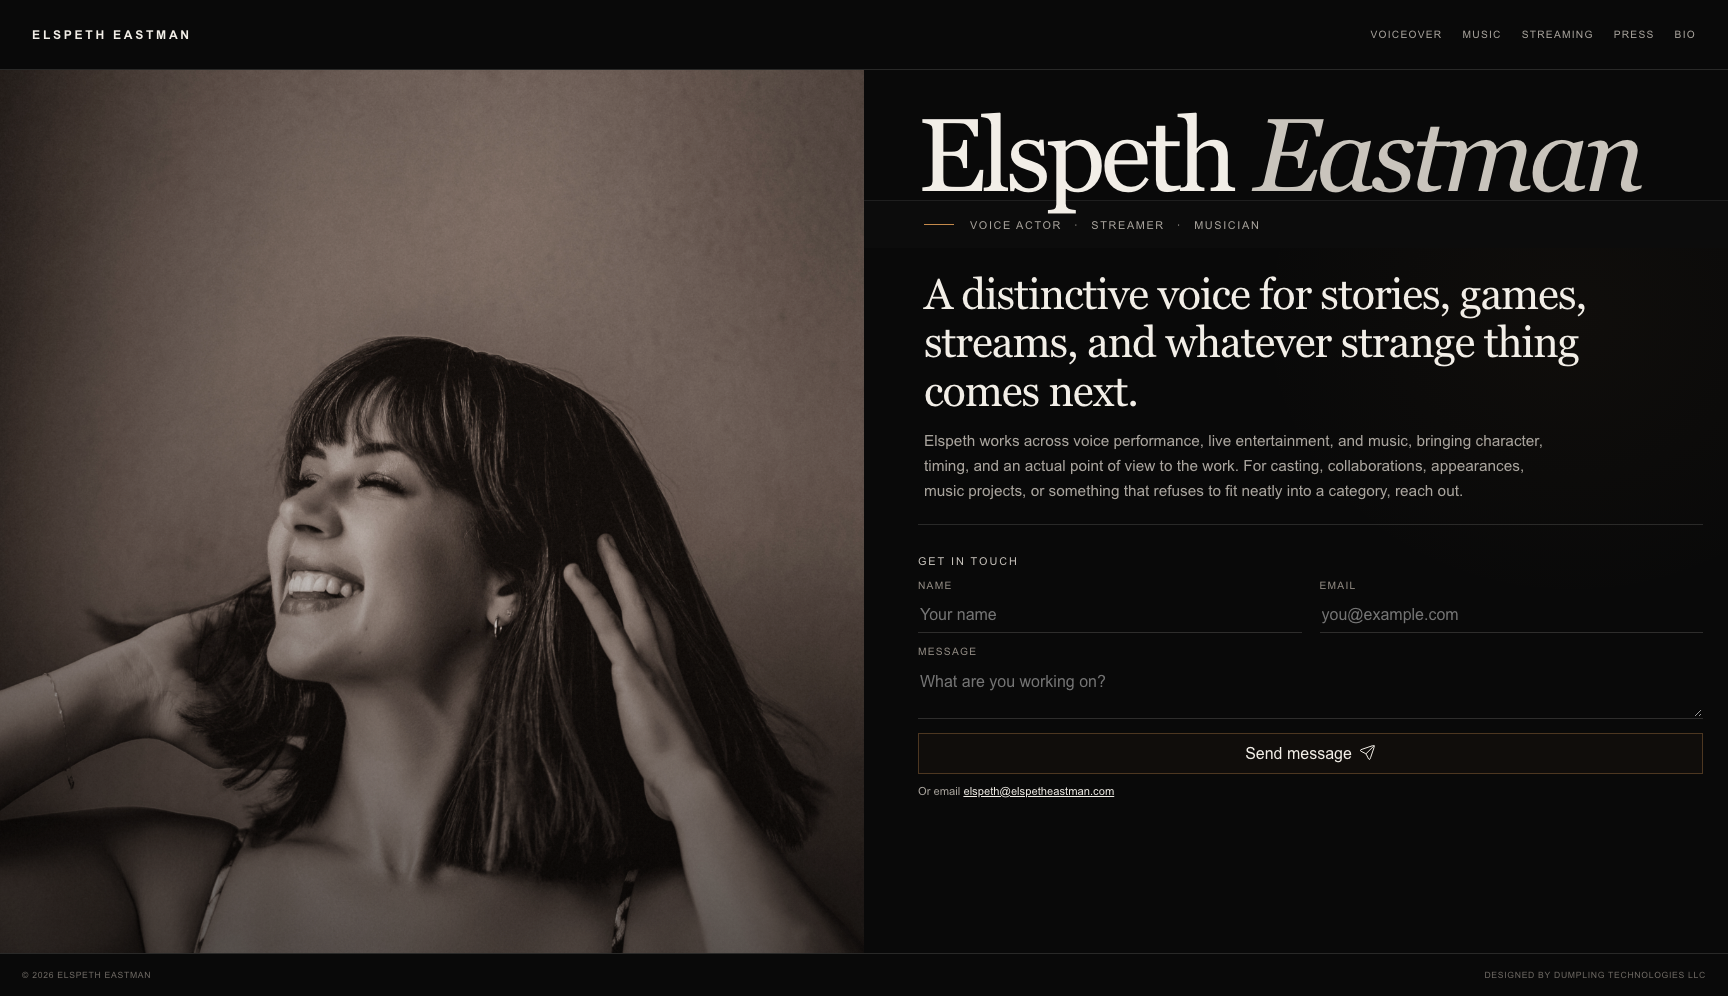 ELSPETH EASTMAN
VOICEOVER MUSIC STREAMING PRESS BIO
Elspeth Eastman
VOICE ACTOR · STREAMER · MUSICIAN
A distinctive voice for stories, games,
streams, and whatever strange thing
comes next.
Elspeth works across voice performance, live entertainment, and music, bringing character,
timing, and an actual point of view to the work. For casting, collaborations, appearances,
music projects, or something that refuses to fit neatly into a category, reach out.
GET IN TOUCH
NAME EMAIL
Your name you@example.com
MESSAGE
What are you working on?
Send message
Or email elspeth@elspetheastman.com
© 2026 ELSPETH EASTMAN DESIGNED BY DUMPLING TECHNOLOGIES LLC